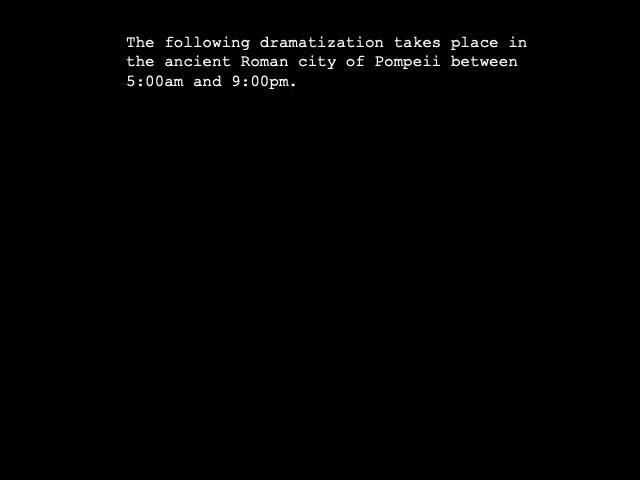 The following dramatization takes place in
the ancient Roman city of Pompeii between
5:00am and 9:00pm.